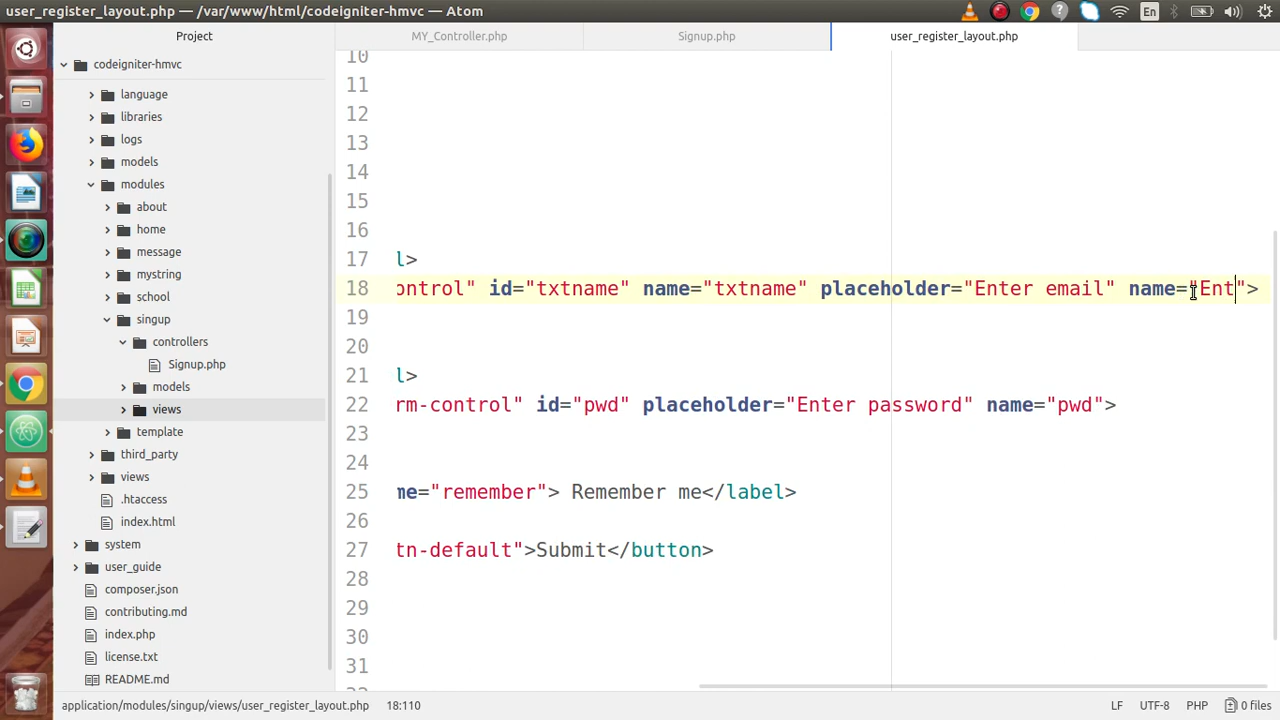 user_register_layout.php — /var/www/html/codeigniter-hmvc — Atom
En
Project
MY_Controller.php
Signup.php
user_register_layout.php
codeigniter-hmvc
language
libraries
logs
models
modules
about
home
message
mystring
school
singup
controllers
Signup.php
models
views
template
third_party
views
.htaccess
index.html
system
user_guide
composer.json
contributing.md
index.php
license.txt
README.md
10
11
12
13
14
15
16
17 l>
18 ontrol" id="txtname" name="txtname" placeholder="Enter email" name="Ent">
19
20
21 l>
22 rm-control" id="pwd" placeholder="Enter password" name="pwd">
23
24
25 me="remember"> Remember me</label>
26
27 tn-default">Submit</button>
28
29
30
31
32
application/modules/singup/views/user_register_layout.php 18:110
LF UTF-8 PHP 0 files